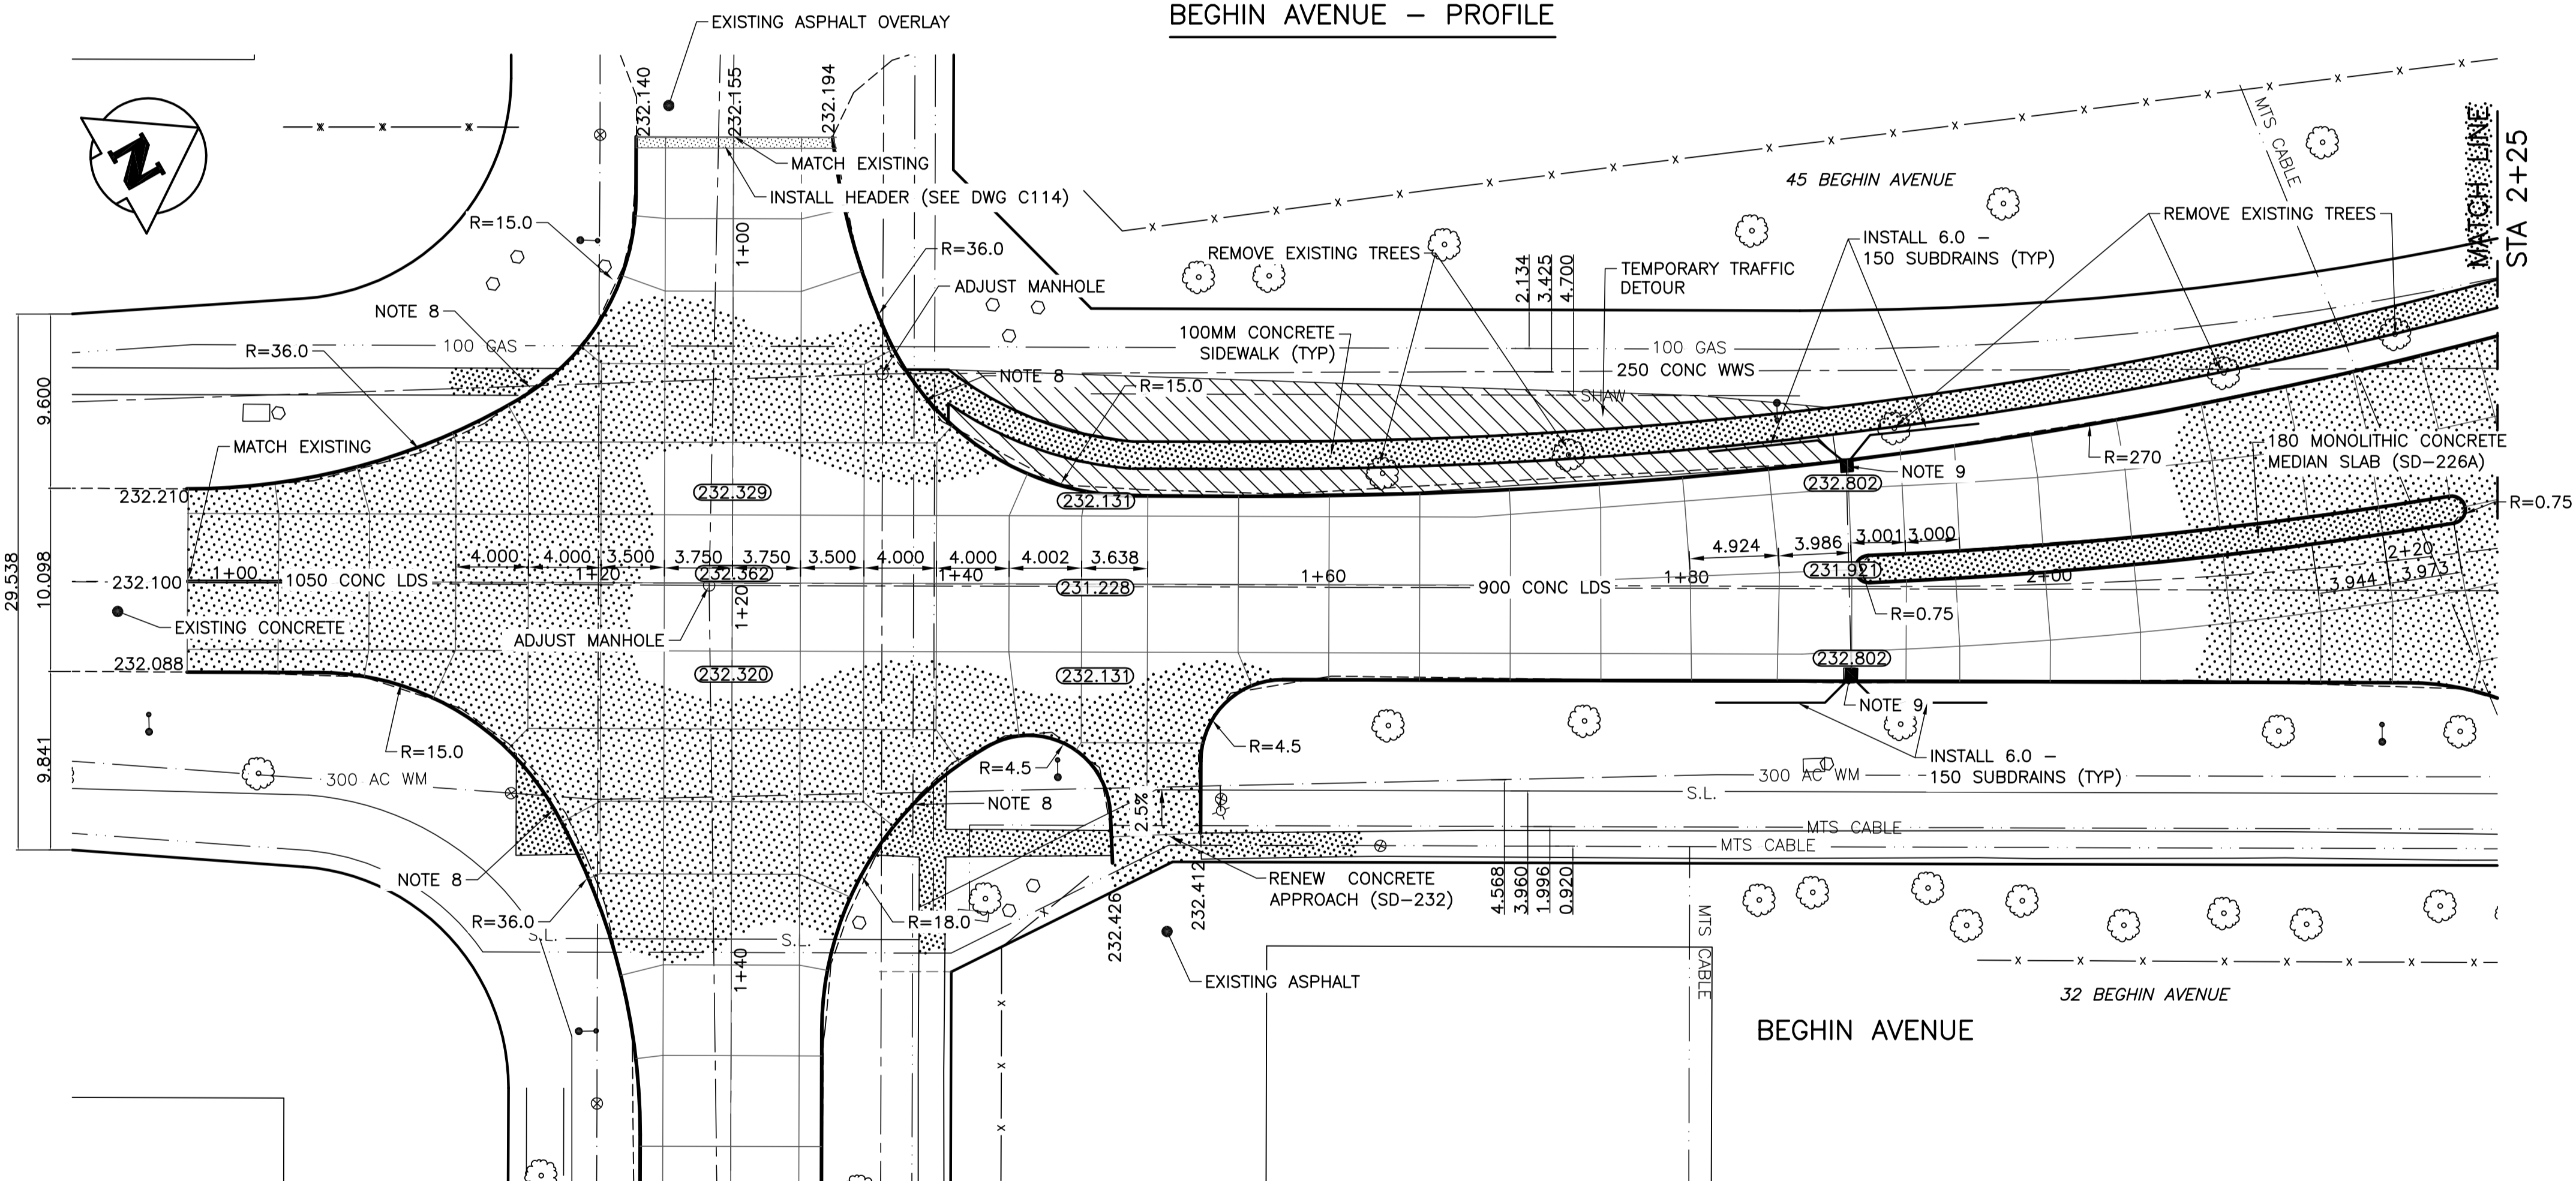 BEGHIN AVENUE – PROFILE
EXISTING ASPHALT OVERLAY
232.140
232.155
232.194
N
MATCH EXISTING
INSTALL HEADER (SEE DWG C114)
MTS CABLE
MATCH LINE
STA 2+25
45 BEGHIN AVENUE
R=15.0
1+00
R=36.0
REMOVE EXISTING TREES
REMOVE EXISTING TREES
INSTALL 6.0 –
150 SUBDRAINS (TYP)
2.134
3.425
4.700
TEMPORARY TRAFFIC
DETOUR
ADJUST MANHOLE
NOTE 8
100MM CONCRETE
SIDEWALK (TYP)
R=36.0
100 GAS
100 GAS
250 CONC WWS
NOTE 8
R=15.0
SHAW
9.600
MATCH EXISTING
180 MONOLITHIC CONCRETE
MEDIAN SLAB (SD–226A)
R=270
NOTE 9
232.210
232.329
232.131
232.802
R=0.75
29.538
10.098
4.000
4.000
3.500
3.750
3.750
3.500
4.000
4.000
4.002
3.638
4.924
3.986
3.001
3.000
2+20
232.100
1+00
1050 CONC LDS
1+20
232.362
1+40
231.228
1+60
900 CONC LDS
1+80
231.921
2+00
3.944
3.973
1+20
R=0.75
EXISTING CONCRETE
ADJUST MANHOLE
232.088
232.320
232.131
232.802
NOTE 9
9.841
R=15.0
R=4.5
R=4.5
INSTALL 6.0 –
150 SUBDRAINS (TYP)
300 AC WM
300 AC WM
S.L.
NOTE 8
2.5%
MTS CABLE
MTS CABLE
NOTE 8
RENEW CONCRETE
APPROACH (SD–232)
4.568
3.960
1.996
0.920
R=36.0
R=18.0
232.426
232.412
S.L.
S.L.
1+40
MTS CABLE
EXISTING ASPHALT
32 BEGHIN AVENUE
BEGHIN AVENUE